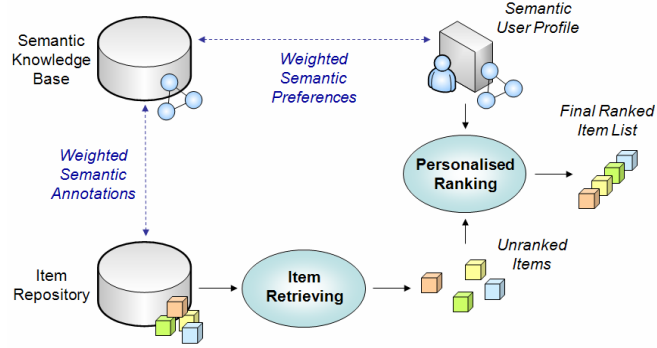 Semantic
User Profile
Semantic
Knowledge
Base
Weighted
Semantic
Preferences
Final Ranked
Item List
Weighted
Semantic
Annotations
Personalised
Ranking
Unranked
Items
Item
Repository
Item
Retrieving